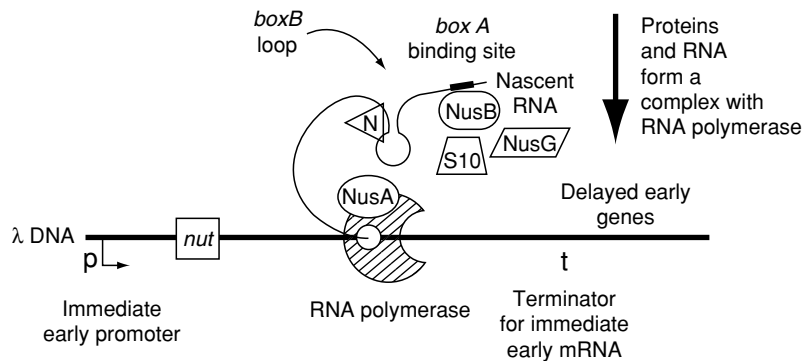 boxB
loop
box A
binding site
Proteins
and RNA
form a
complex with
RNA polymerase
Nascent
RNA
N
NusB
S10
NusG
NusA
Delayed early
genes
λ DNA
nut
p
t
Immediate
early promoter
RNA polymerase
Terminator
for immediate
early mRNA